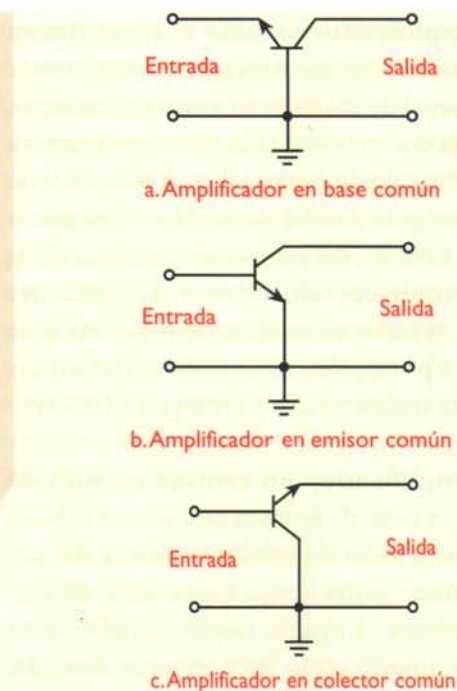 Entrada Salida
a. Amplificador en base común
Entrada Salida
b. Amplificador en emisor común
Entrada Salida
c. Amplificador en colector común